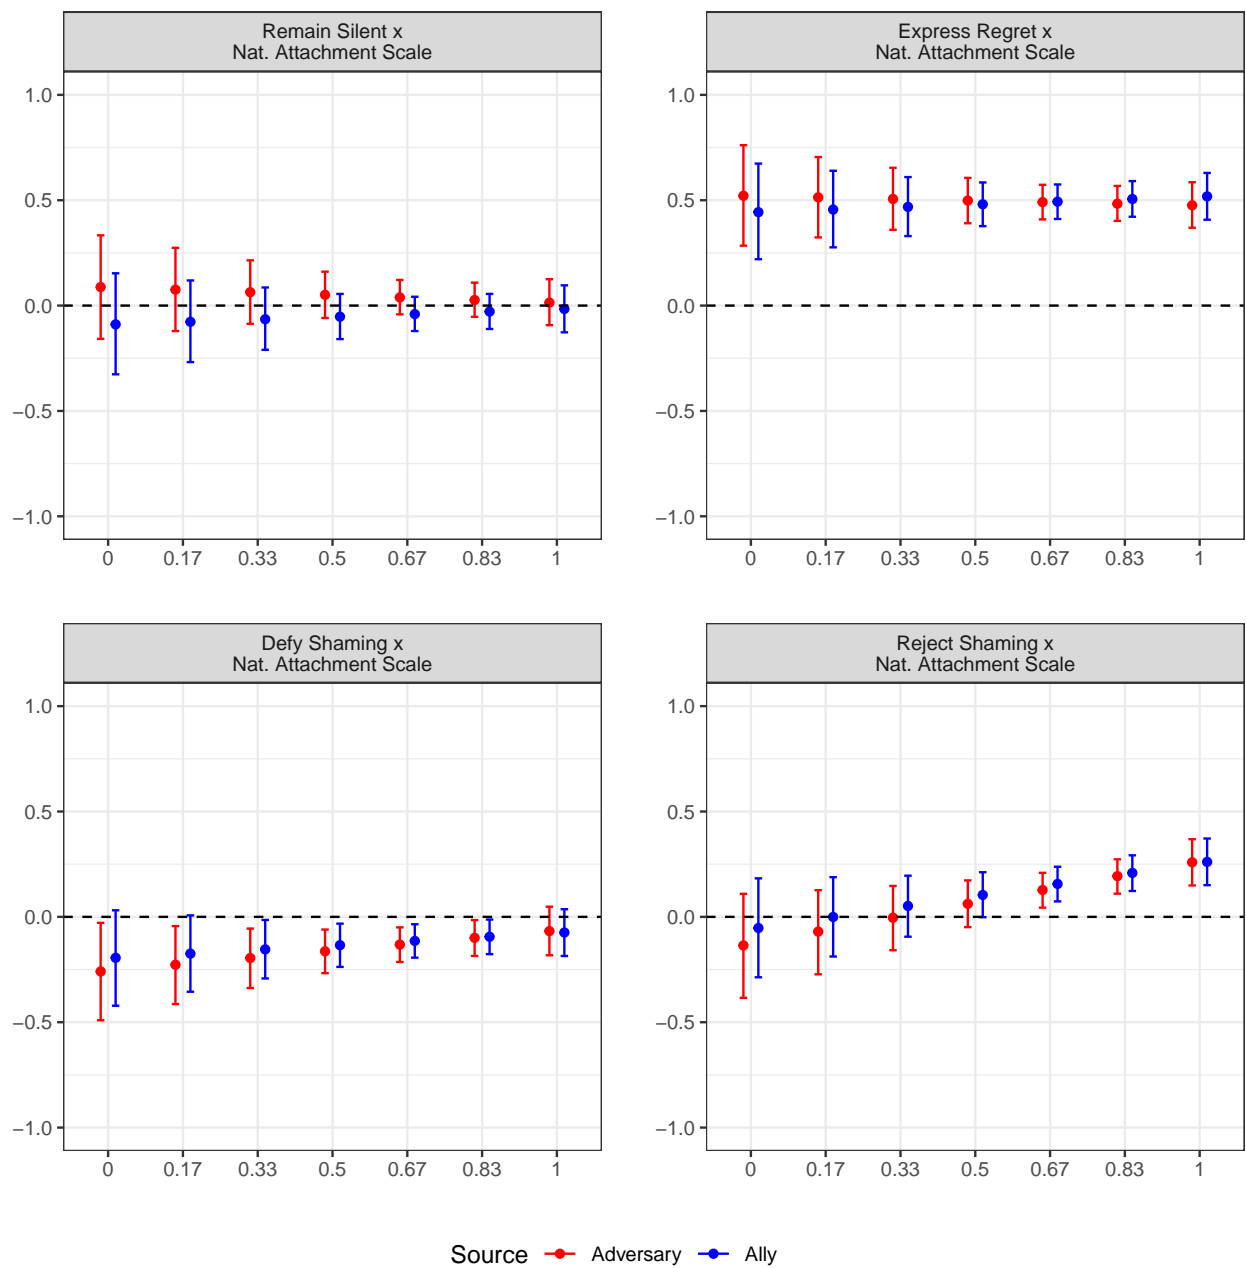 Remain Silent x
Nat. Attachment Scale
1.0
0.5
0.0
−0.5
−1.0
0 0.17 0.33 0.5 0.67 0.83 1
Express Regret x
Nat. Attachment Scale
1.0
0.5
0.0
−0.5
−1.0
0 0.17 0.33 0.5 0.67 0.83 1
Defy Shaming x
Nat. Attachment Scale
1.0
0.5
0.0
−0.5
−1.0
0 0.17 0.33 0.5 0.67 0.83 1
Reject Shaming x
Nat. Attachment Scale
1.0
0.5
0.0
−0.5
−1.0
0 0.17 0.33 0.5 0.67 0.83 1
Source Adversary Ally